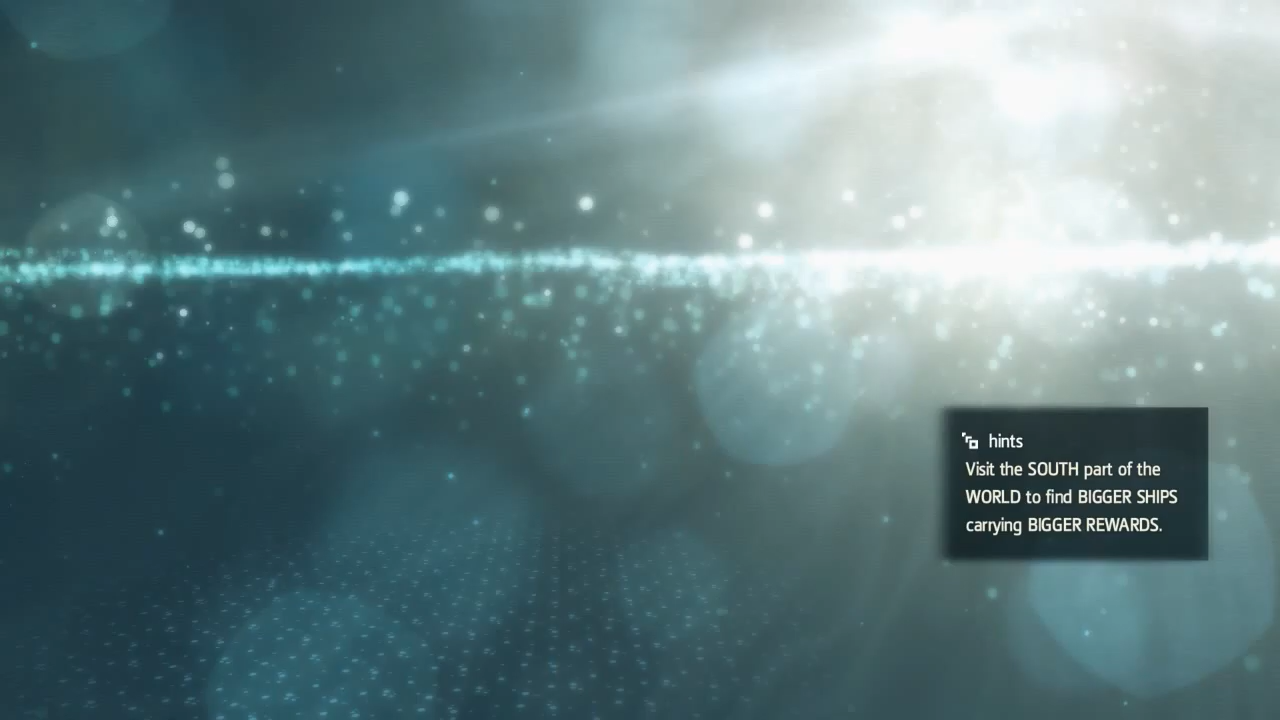 hints
Visit the SOUTH part of the
WORLD to find BIGGER SHIPS
carrying BIGGER REWARDS.